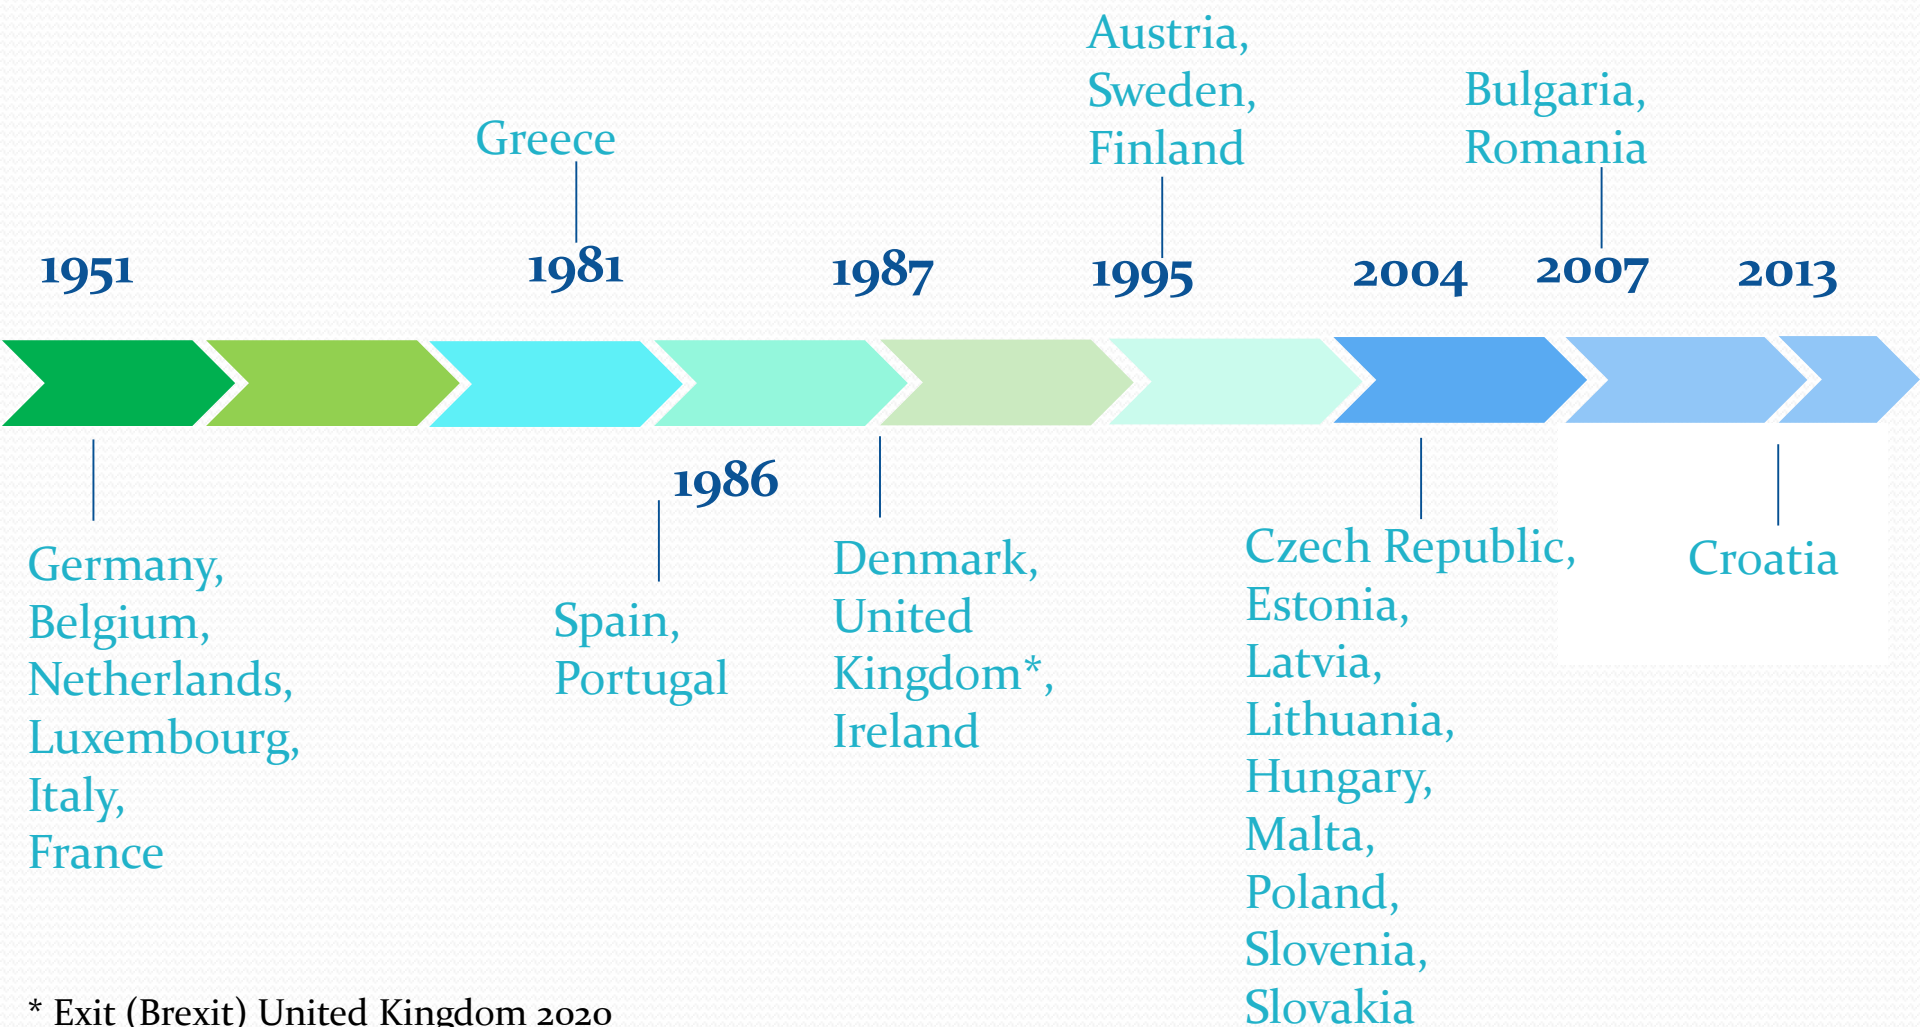 Austria,
Sweden,
Finland
Bulgaria,
Romania
Greece
1951
1981
1987
1995
2004
2007
2013
1986
Germany,
Belgium,
Netherlands,
Luxembourg,
Italy,
France
Spain,
Portugal
Denmark,
United
Kingdom*,
Ireland
Czech Republic,
Estonia,
Latvia,
Lithuania,
Hungary,
Malta,
Poland,
Slovenia,
Slovakia
Croatia
* Exit (Brexit) United Kingdom 2020